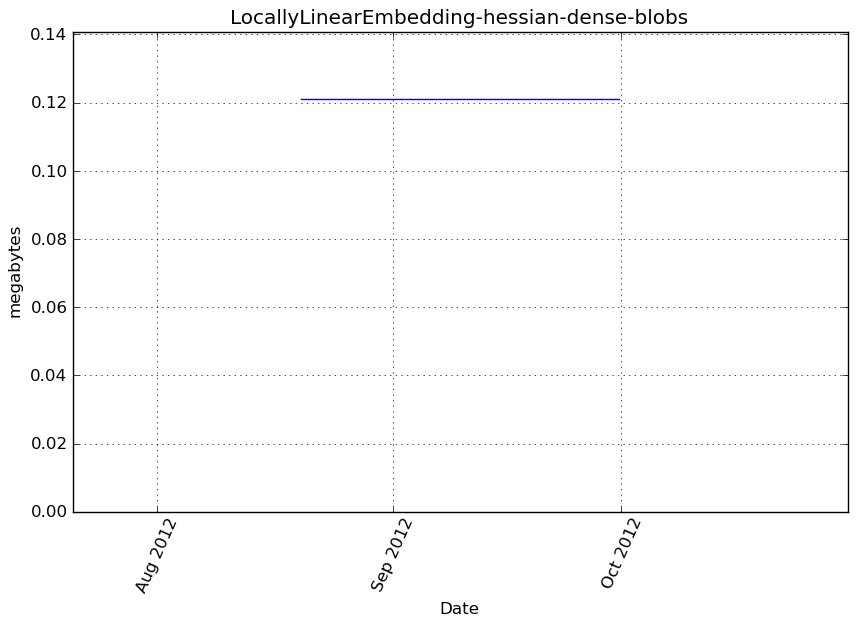 LocallyLinearEmbedding-hessian-dense-blobs
0.14
0.12
0.10
0.08
0.06
0.04
0.02
0.00
megabytes
Aug 2012
Sep 2012
Oct 2012
Date